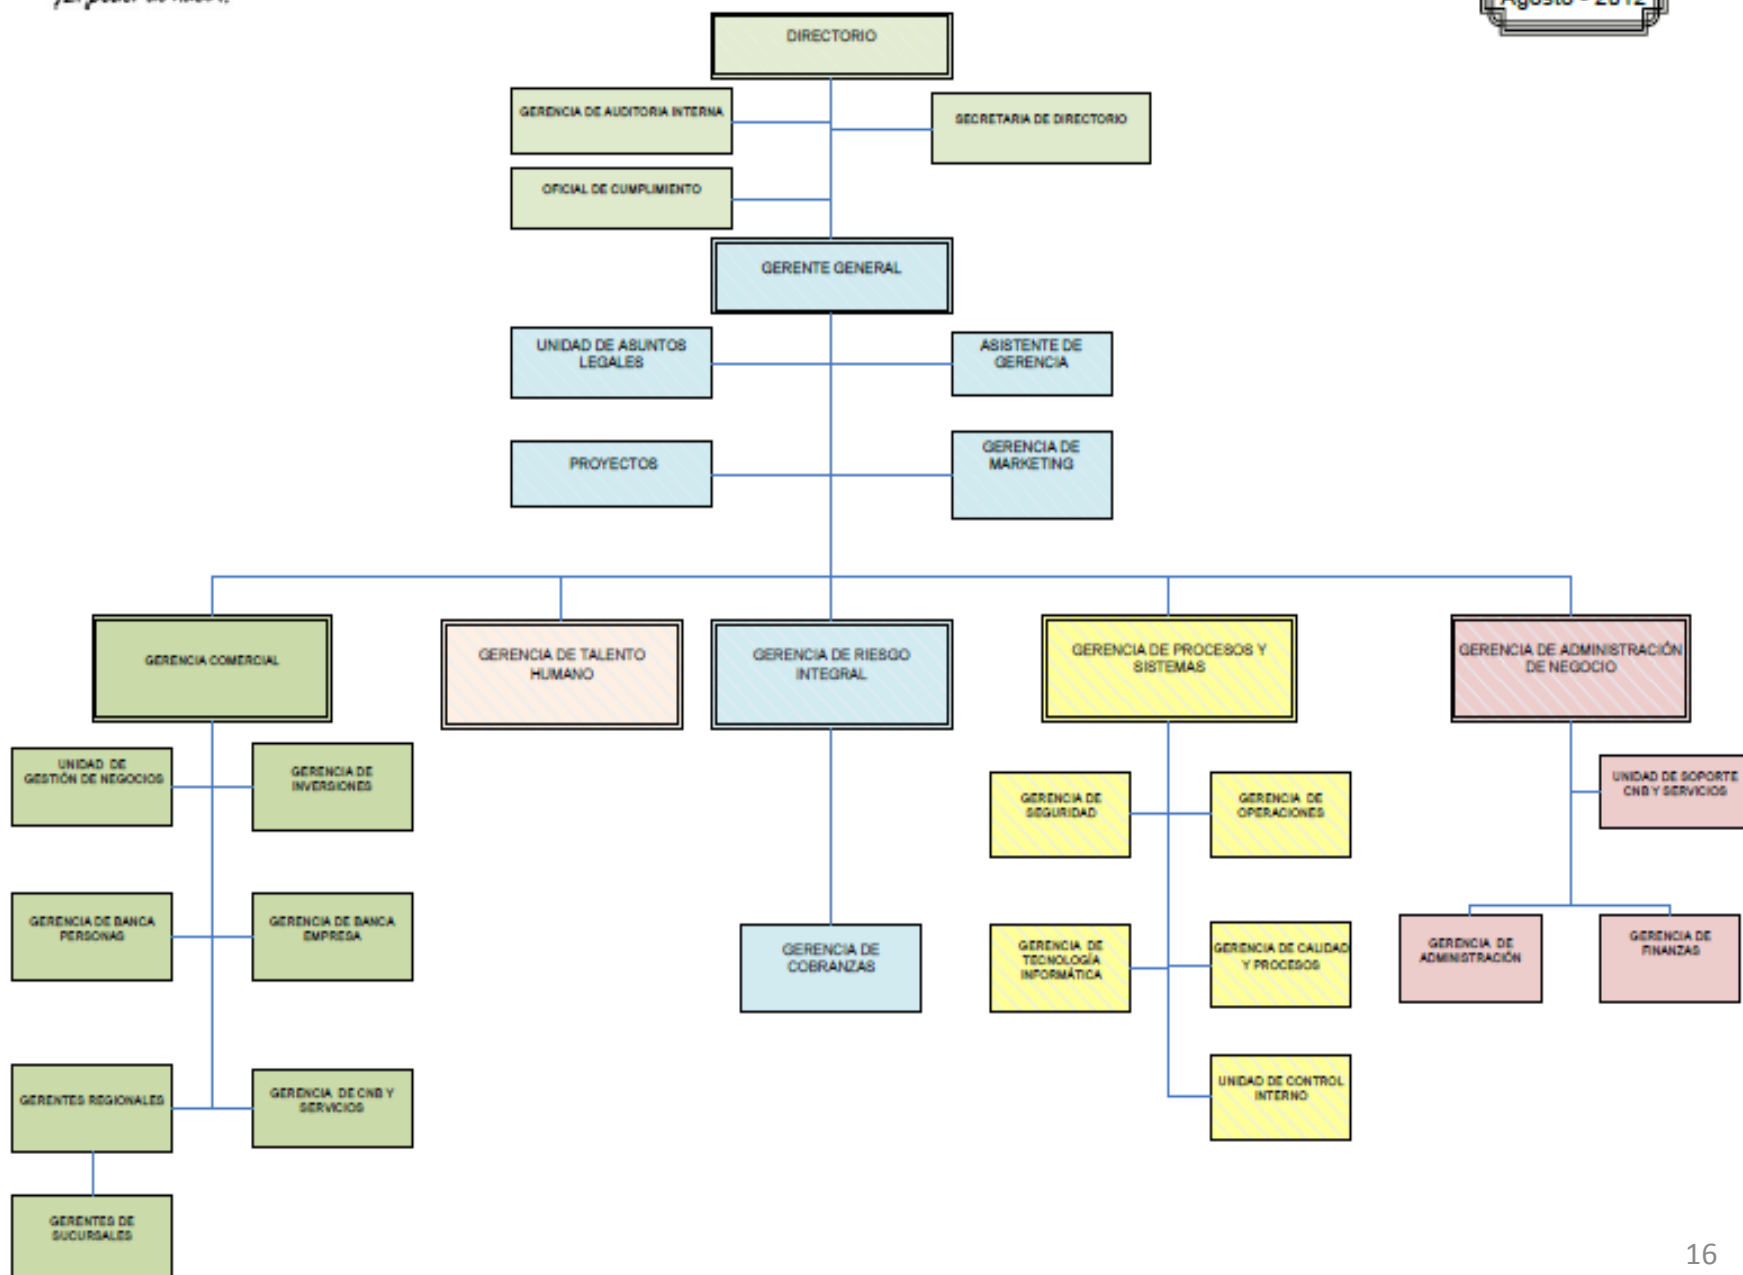 Agosto - 2012
DIRECTORIO
GERENCIA DE AUDITORIA INTERNA
SECRETARIA DE DIRECTORIO
OFICIAL DE CUMPLIMIENTO
GERENTE GENERAL
UNIDAD DE ASUNTOS
LEGALES
ASISTENTE DE
GERENCIA
PROYECTOS
GERENCIA DE
MARKETING
GERENCIA COMERCIAL
GERENCIA DE TALENTO
HUMANO
GERENCIA DE RIESGO
INTEGRAL
GERENCIA DE PROCESOS Y
SISTEMAS
GERENCIA DE ADMINISTRACIÓN
DE NEGOCIO
UNIDAD DE
GESTIÓN DE NEGOCIOS
GERENCIA DE
INVERSIONES
GERENCIA DE
SEGURIDAD
GERENCIA DE
OPERACIONES
UNIDAD DE SOPORTE
CNB Y SERVICIOS
GERENCIA DE BANCA
PERSONAS
GERENCIA DE BANCA
EMPRESA
GERENCIA DE
COBRANZAS
GERENCIA DE
TECNOLOGÍA
INFORMÁTICA
GERENCIA DE CALIDAD
Y PROCESOS
GERENCIA DE
ADMINISTRACIÓN
GERENCIA DE
FINANZAS
GERENTES REGIONALES
GERENCIA DE CNB Y
SERVICIOS
UNIDAD DE CONTROL
INTERNO
GERENTES DE
SUCURSALES
16